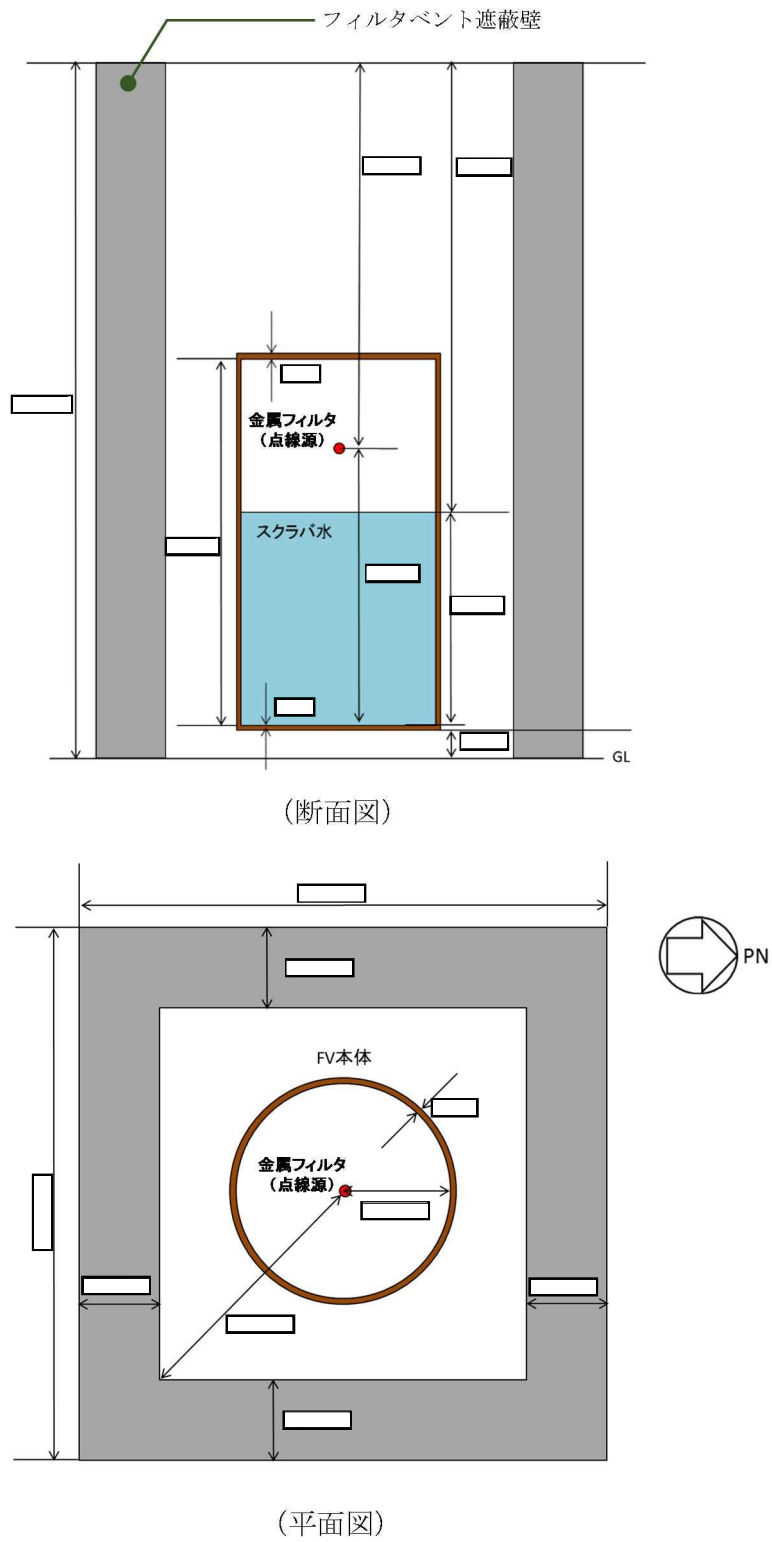 フィルタベント遮蔽壁
金属フィルタ
（点線源）
スクラバ水
GL
（断面図）
PN
FV本体
金属フィルタ
（点線源）
（平面図）